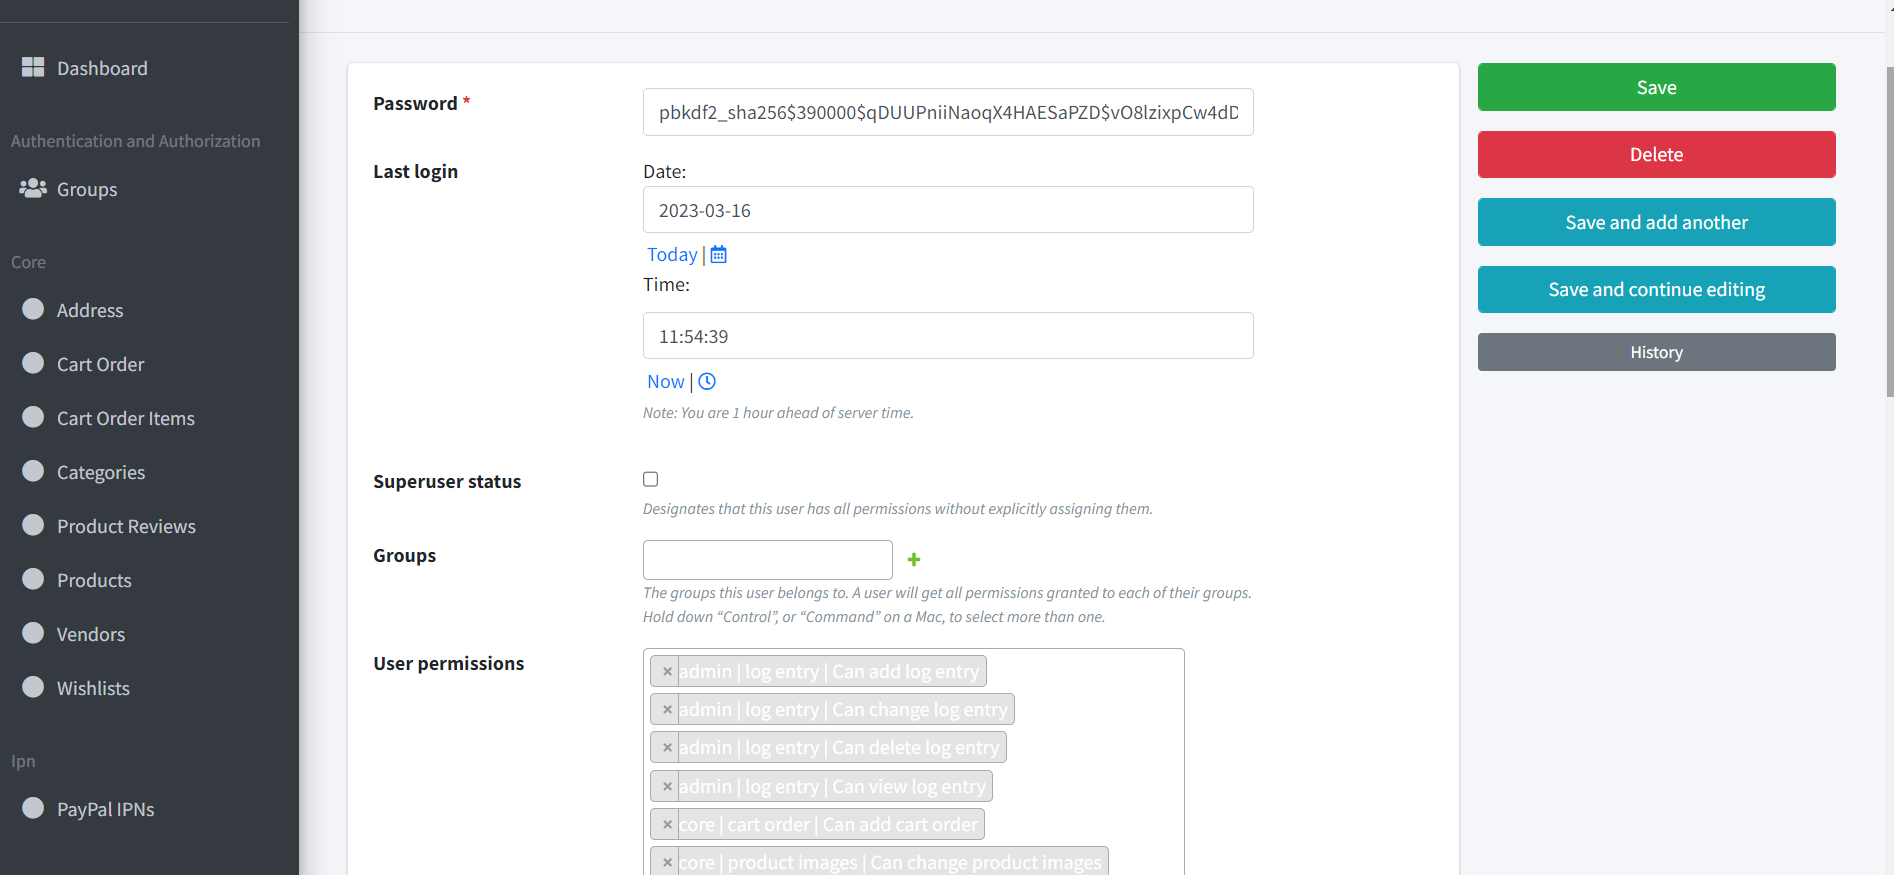 Dashboard
Authentication and Authorization
Groups
Core
Address
Cart Order
Cart Order Items
Categories
Product Reviews
Products
Vendors
Wishlists
Ipn
PayPal IPNs
Password *
pbkdf2_sha256$390000$qDUUPniiNaoqX4HAESaPZD$vO8lzixpCw4dD
Last login
Date:
2023-03-16
Today |
Time:
11:54:39
Now |
Note: You are 1 hour ahead of server time.
Superuser status
Designates that this user has all permissions without explicitly assigning them.
Groups
The groups this user belongs to. A user will get all permissions granted to each of their groups.
Hold down “Control”, or “Command” on a Mac, to select more than one.
User permissions
× admin | log entry | Can add log entry
× admin | log entry | Can change log entry
× admin | log entry | Can delete log entry
× admin | log entry | Can view log entry
× core | cart order | Can add cart order
× core | product images | Can change product images
Save
Delete
Save and add another
Save and continue editing
History